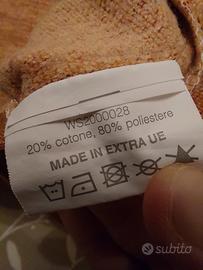 WS2000028
20% cotone, 80% poliestere
MADE IN EXTRA UE
subito